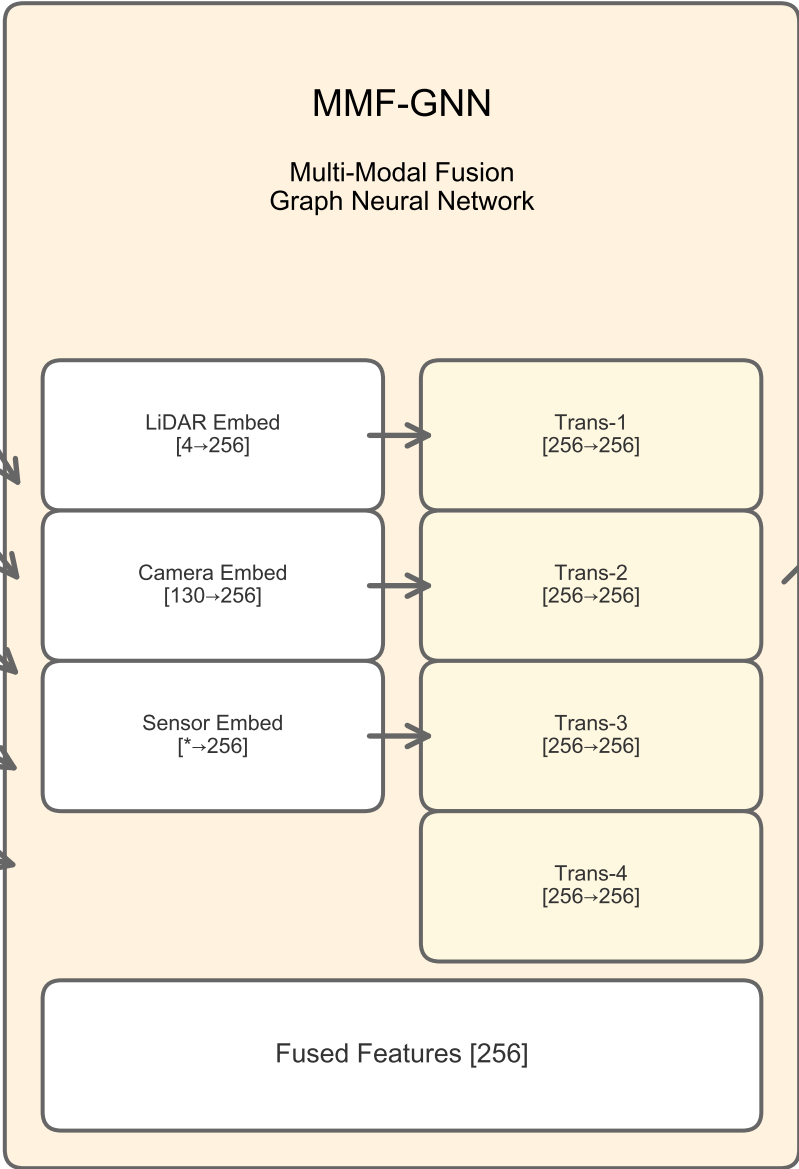 MMF-GNN
Multi-Modal Fusion
Graph Neural Network
LiDAR Embed
[4→256]
Trans-1
[256→256]
Camera Embed
[130→256]
Trans-2
[256→256]
Sensor Embed
[*→256]
Trans-3
[256→256]
Trans-4
[256→256]
Fused Features [256]